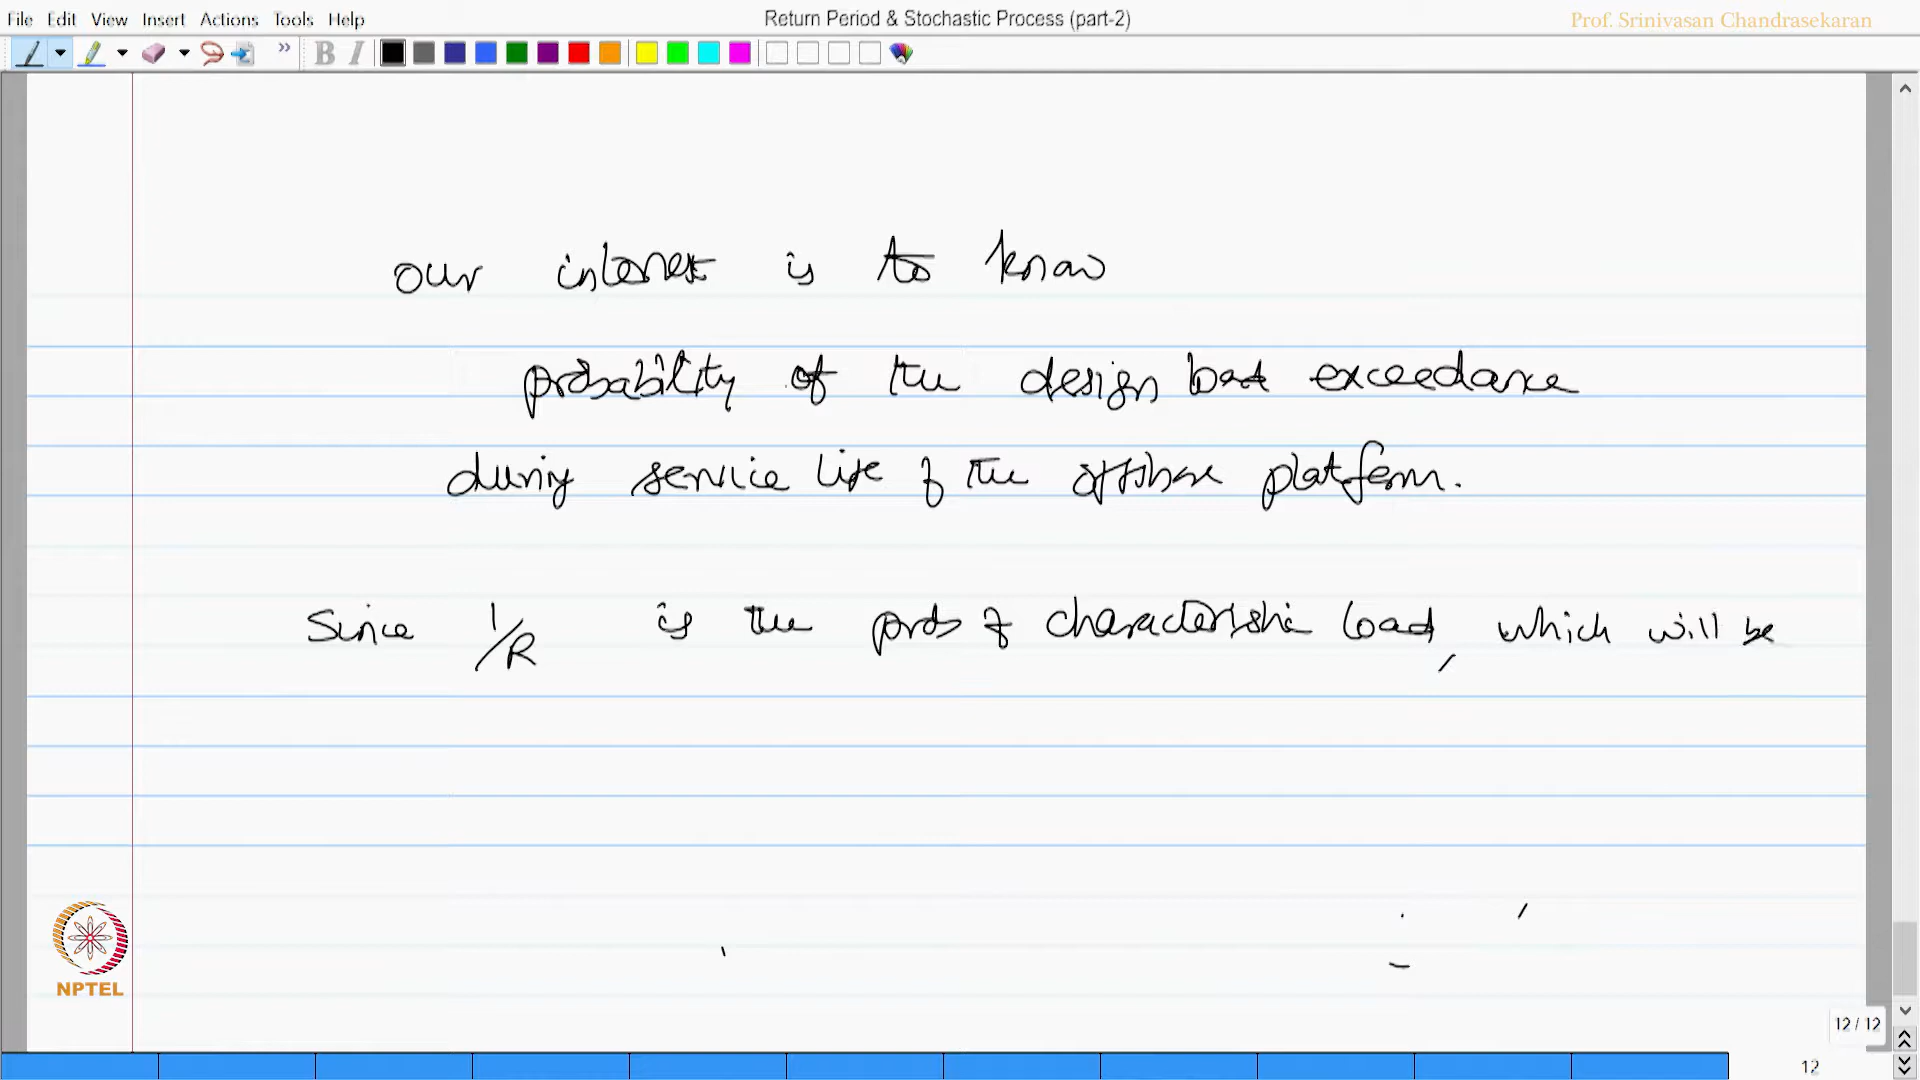 File Edit View Insert Actions Tools Help
Return Period & Stochastic Process (part-2)
Prof. Srinivasan Chandrasekaran
B I
our interest is to know
probability of the design load exceedance
during service life of the offshore platform.
Since 1/R is the prob of characteristic load, which will be
NPTEL
12 / 12
12